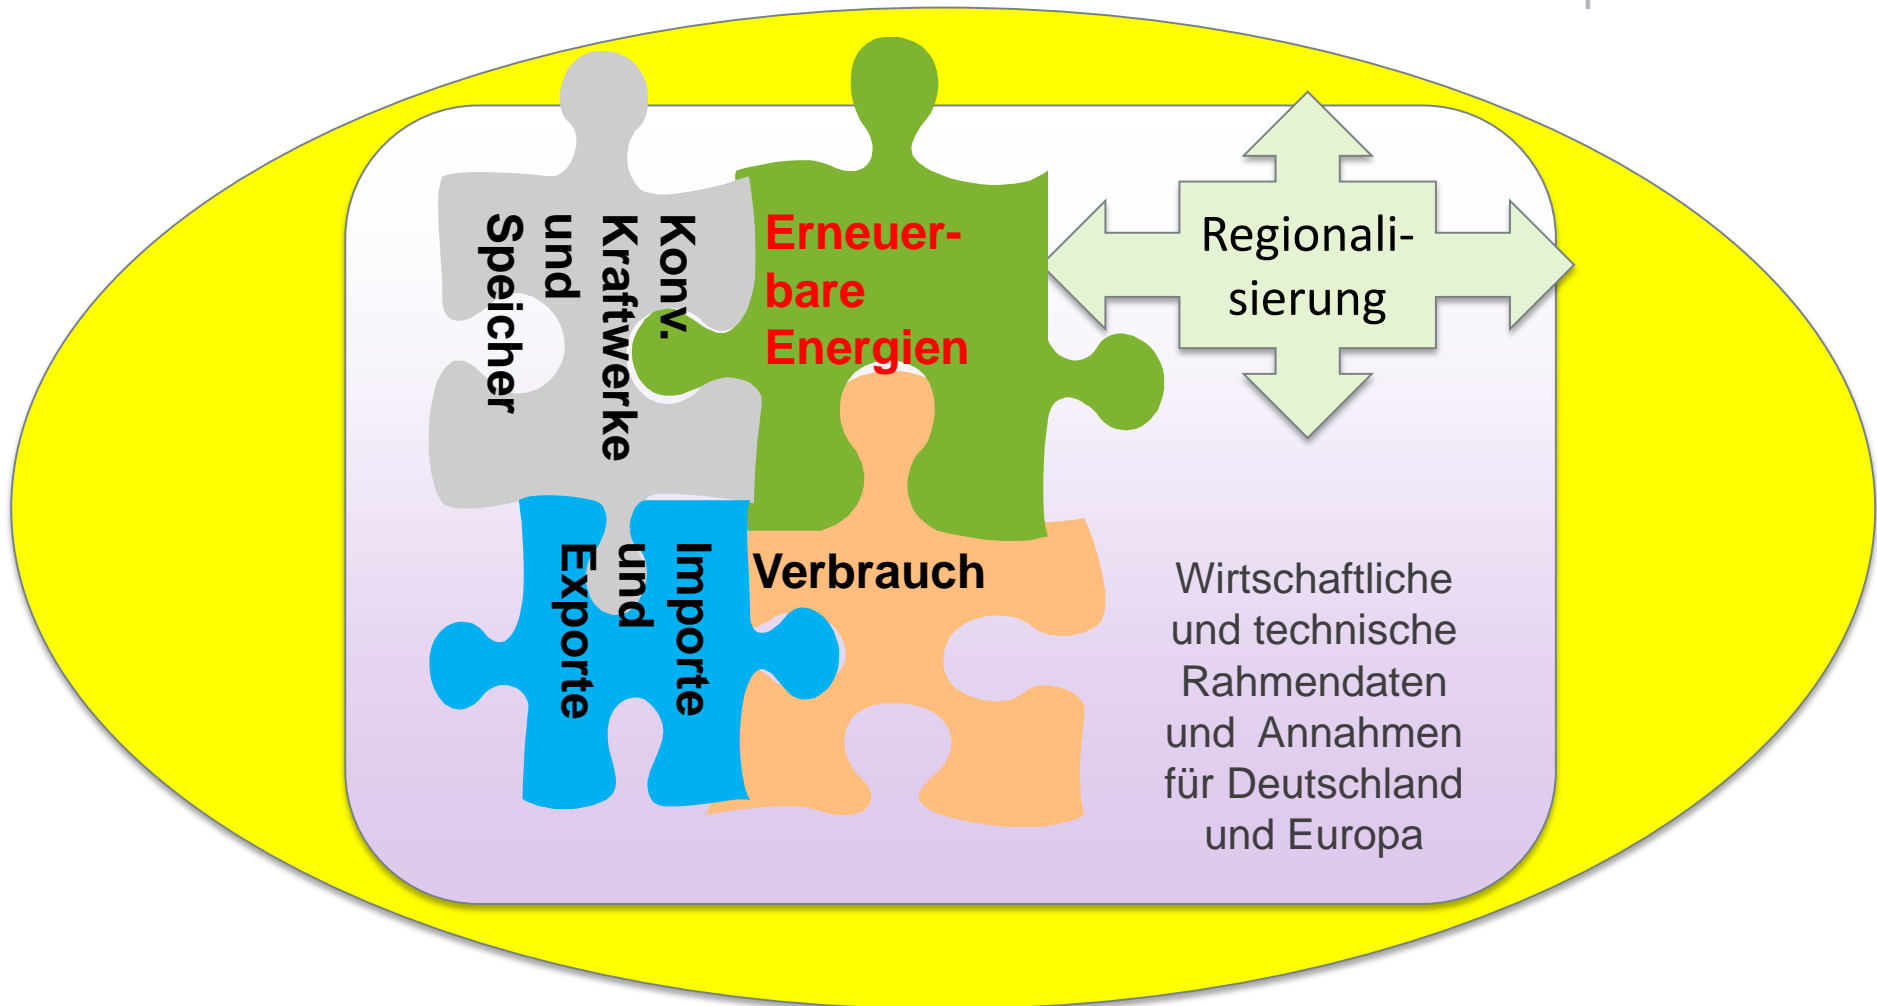 Konv.
Kraftwerke
und
Speicher
Erneuer-
bare
Energien
Regionali-
sierung
Importe
und
Exporte
Verbrauch
Wirtschaftliche
und technische
Rahmendaten
und  Annahmen
für Deutschland
und Europa